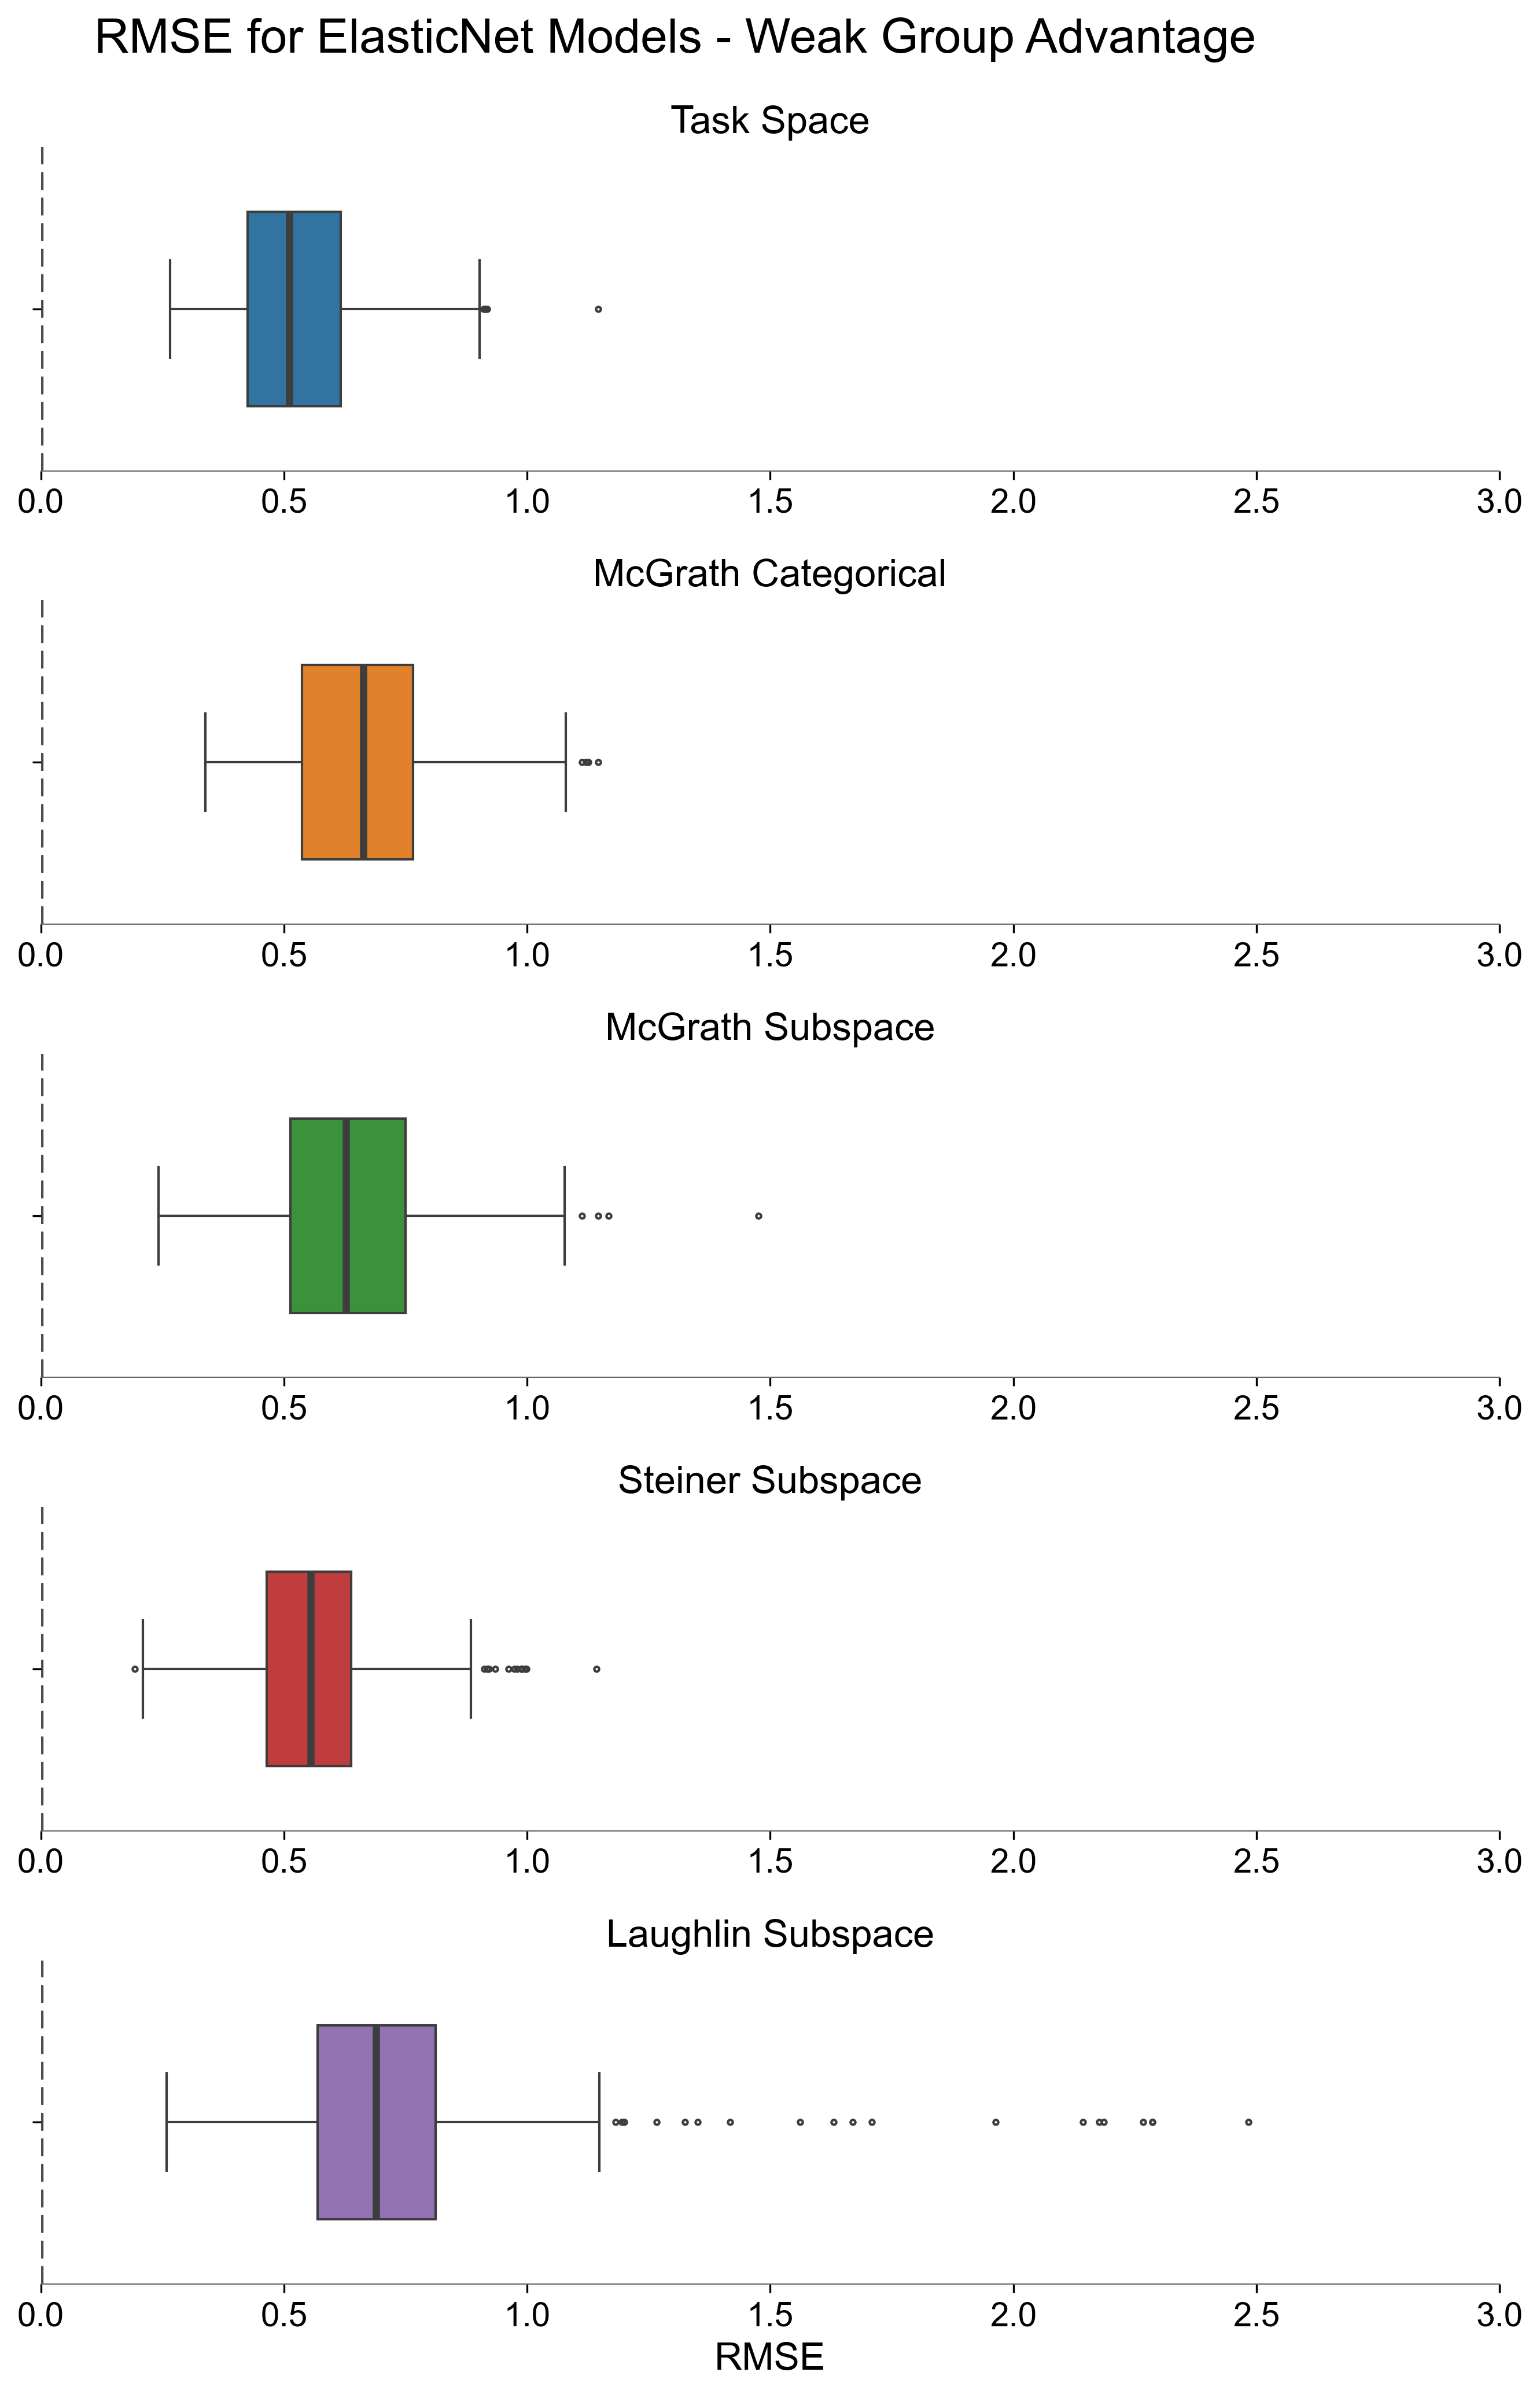 RMSE for ElasticNet Models - Weak Group Advantage
Task Space
0.0 0.5 1.0 1.5 2.0 2.5 3.0
McGrath Categorical
0.0 0.5 1.0 1.5 2.0 2.5 3.0
McGrath Subspace
0.0 0.5 1.0 1.5 2.0 2.5 3.0
Steiner Subspace
0.0 0.5 1.0 1.5 2.0 2.5 3.0
Laughlin Subspace
0.0 0.5 1.0 1.5 2.0 2.5 3.0
RMSE